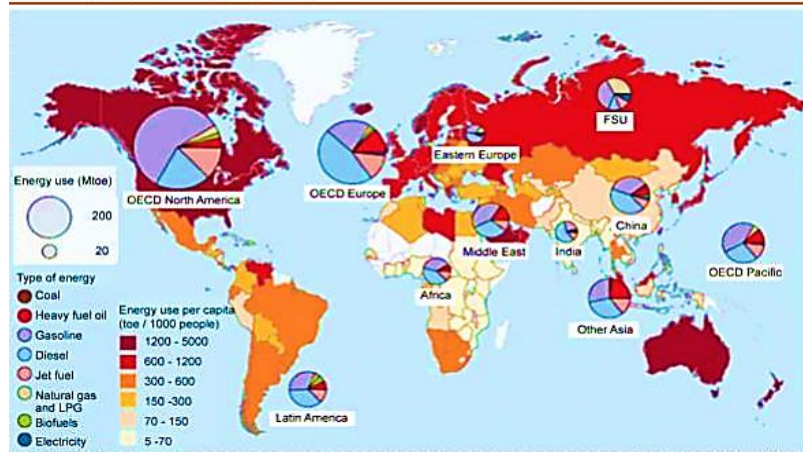 FSU
Eastern Europe
OECD North America
OECD Europe
China
Middle East
India
OECD Pacific
Africa
Other Asia
Latin America
Energy use (Mtoe)
200
20
Type of energy
Coal
Heavy fuel oil
Gasoline
Diesel
Jet fuel
Natural gas
and LPG
Biofuels
Electricity
Energy use per capita
(toe / 1000 people)
1200 - 5000
600 - 1200
300 - 600
150 -300
70 - 150
5 -70